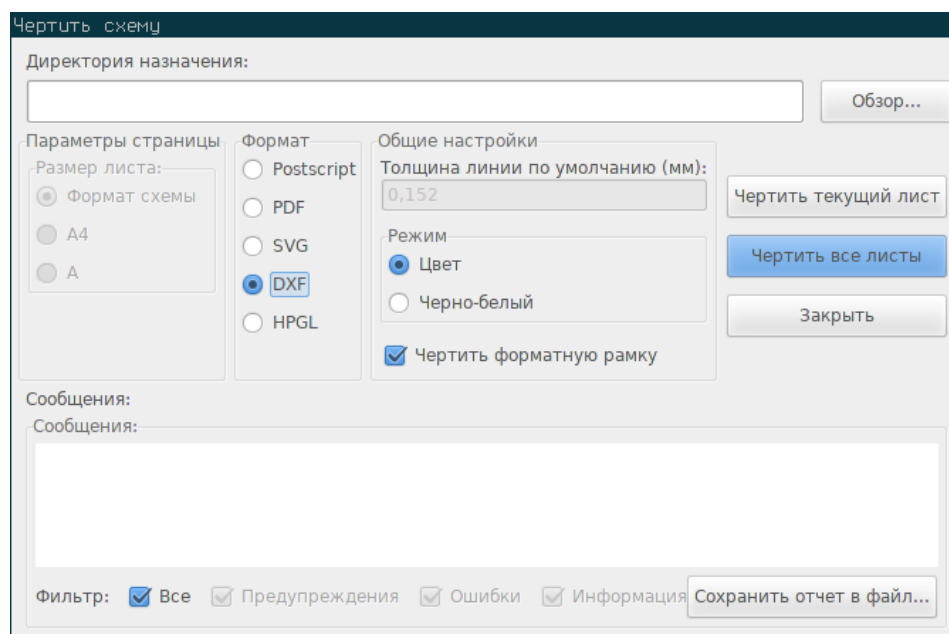 Чертить схему
Директория назначения:
Обзор...
Параметры страницы
Размер листа:
Формат схемы
A4
A
Формат
Postscript
PDF
SVG
DXF
HPGL
Общие настройки
Толщина линии по умолчанию (мм):
0,152
Режим
Цвет
Черно-белый
Чертить форматную рамку
Чертить текущий лист
Чертить все листы
Закрыть
Сообщения:
Сообщения:
Фильтр: Все Предупреждения Ошибки Информация Сохранить отчет в файл...